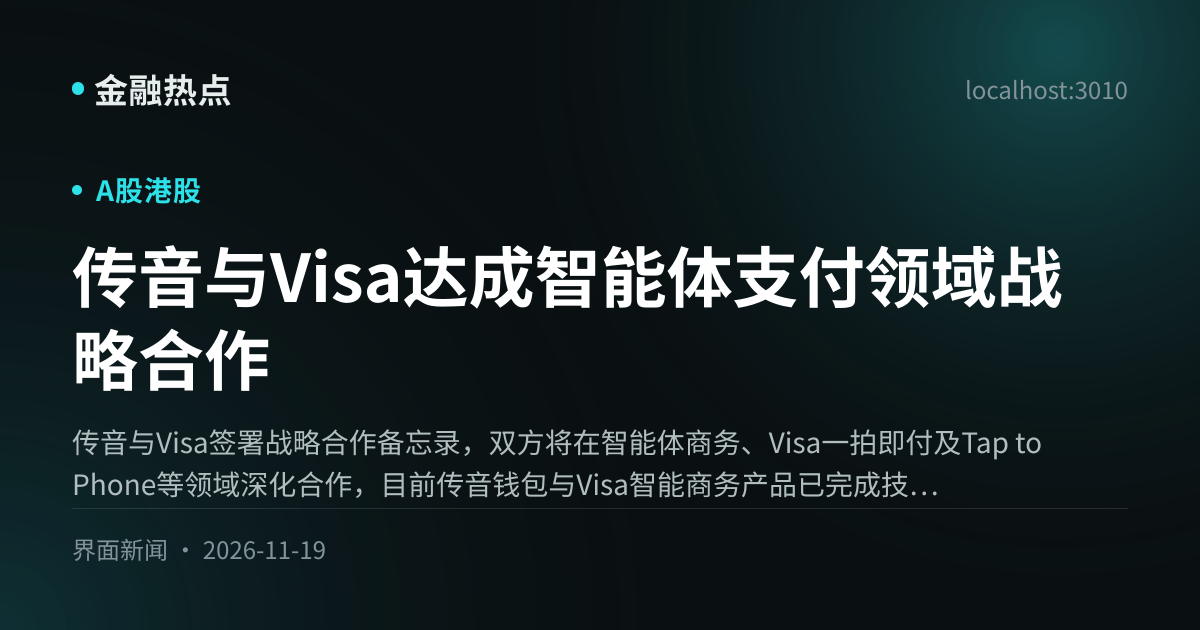 金融热点
localhost:3010
A股港股
传音与Visa达成智能体支付领域战
略合作
传音与Visa签署战略合作备忘录，双方将在智能体商务、Visa一拍即付及Tap to
Phone等领域深化合作，目前传音钱包与Visa智能商务产品已完成技…
界面新闻 · 2026-11-19